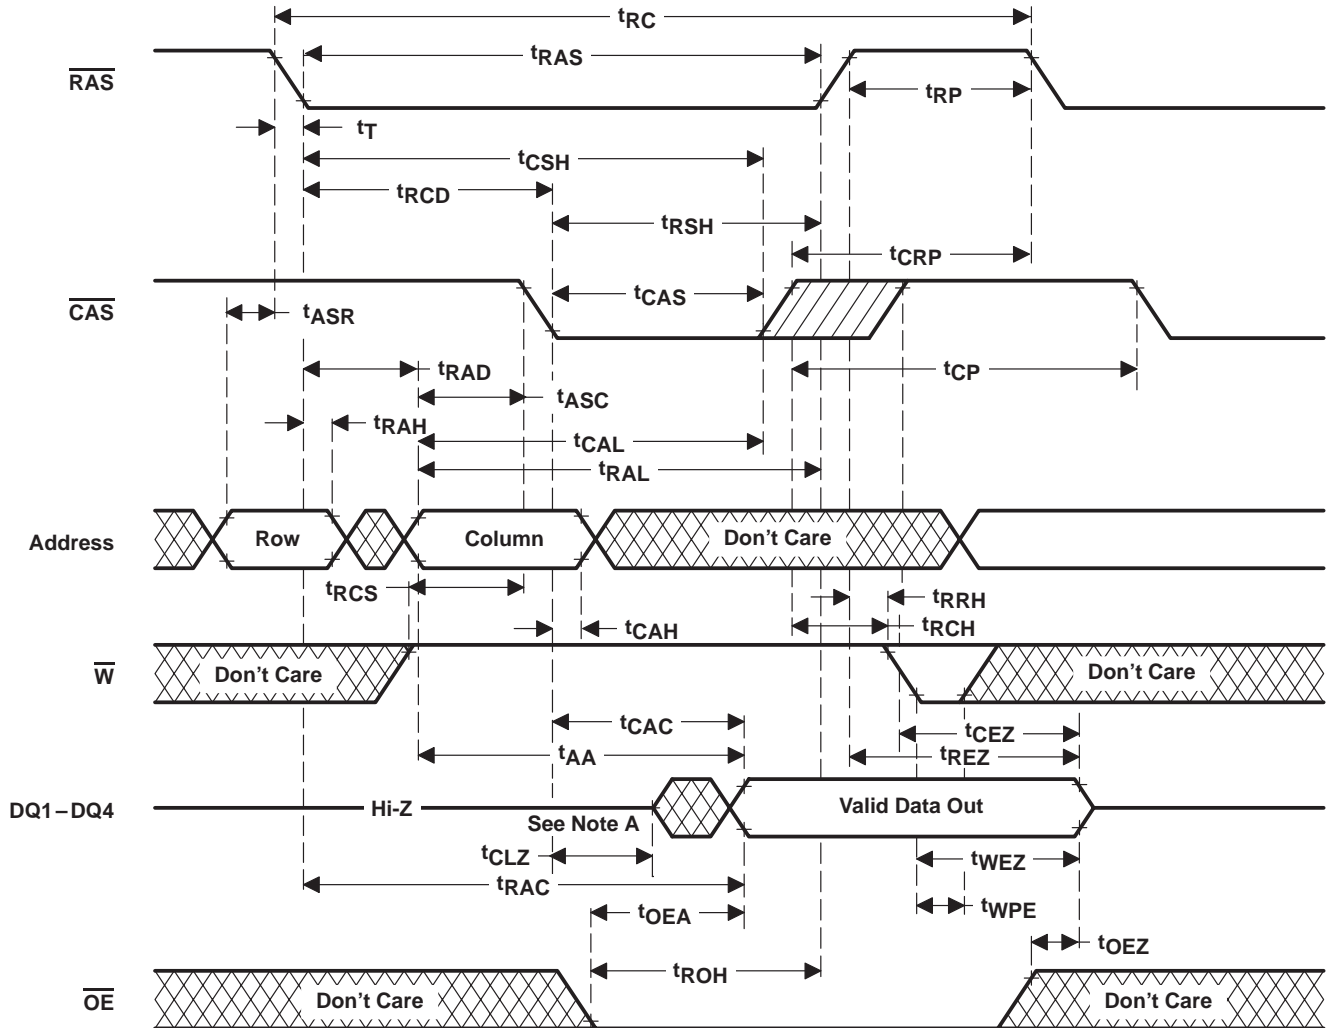 tRC
tRAS
RAS
tRP
tT
tCSH
tRCD
tRSH
tCRP
tCAS
CAS
tASR
tRAD
tCP
tASC
tRAH
tCAL
tRAL
Address
Row
Column
Don't Care
tRCS
tRRH
tCAH
tRCH
W
Don't Care
Don't Care
tCAC
tCEZ
tAA
tREZ
DQ1–DQ4
Hi-Z
Valid Data Out
See Note A
tCLZ
tWEZ
tRAC
tOEA
tWPE
tOEZ
tROH
OE
Don't Care
Don't Care